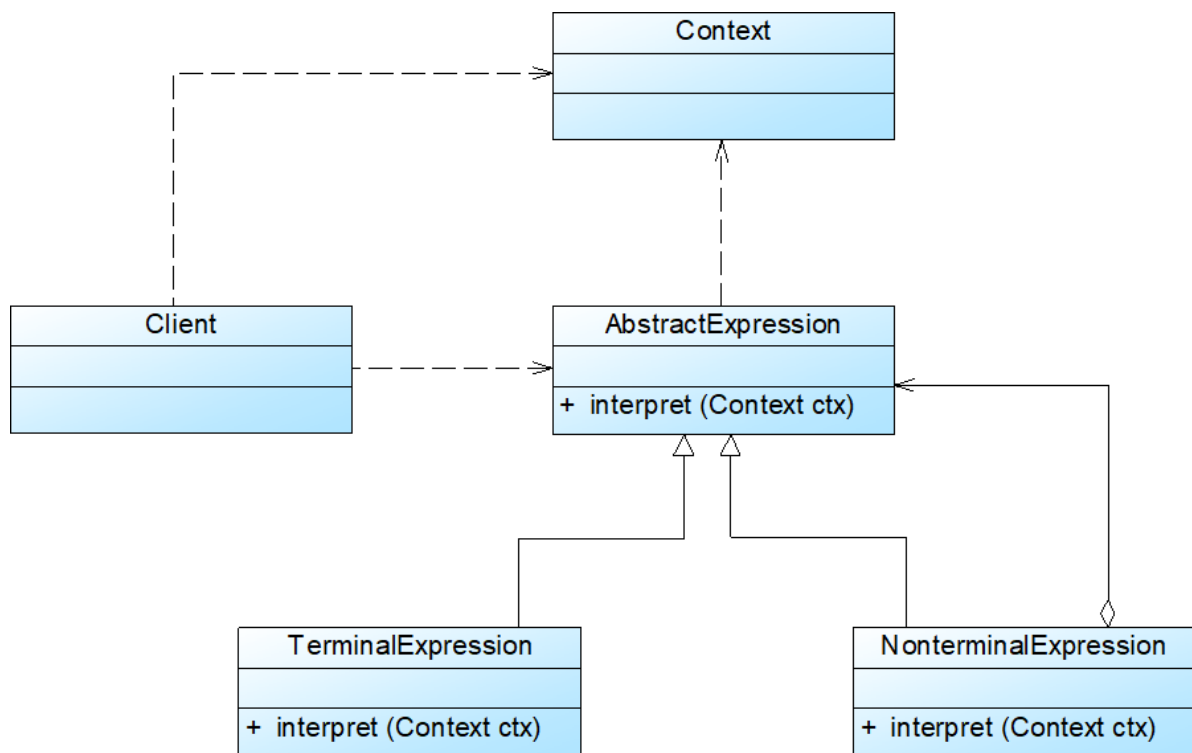 Context
Client
AbstractExpression
+ interpret (Context ctx)
TerminalExpression
+ interpret (Context ctx)
NonterminalExpression
+ interpret (Context ctx)